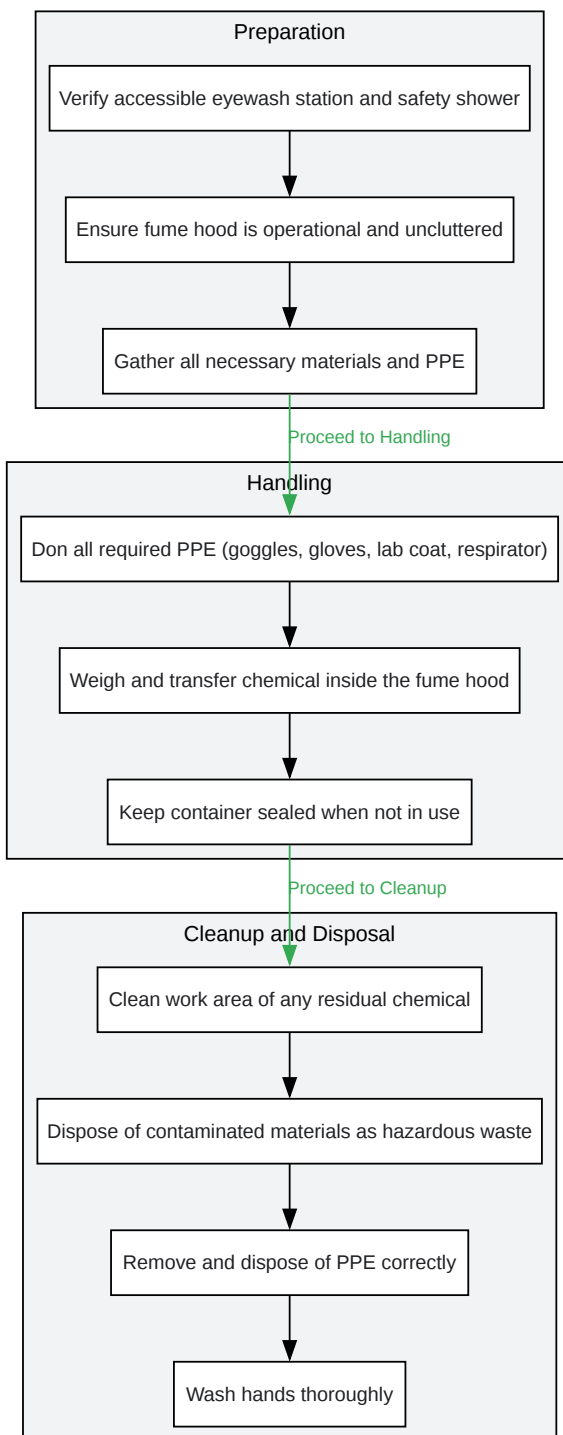 Preparation
Verify accessible eyewash station and safety shower
Ensure fume hood is operational and uncluttered
Gather all necessary materials and PPE
Proceed to Handling
Handling
Don all required PPE (goggles, gloves, lab coat, respirator)
Weigh and transfer chemical inside the fume hood
Keep container sealed when not in use
Proceed to Cleanup
Cleanup and Disposal
Clean work area of any residual chemical
Dispose of contaminated materials as hazardous waste
Remove and dispose of PPE correctly
Wash hands thoroughly